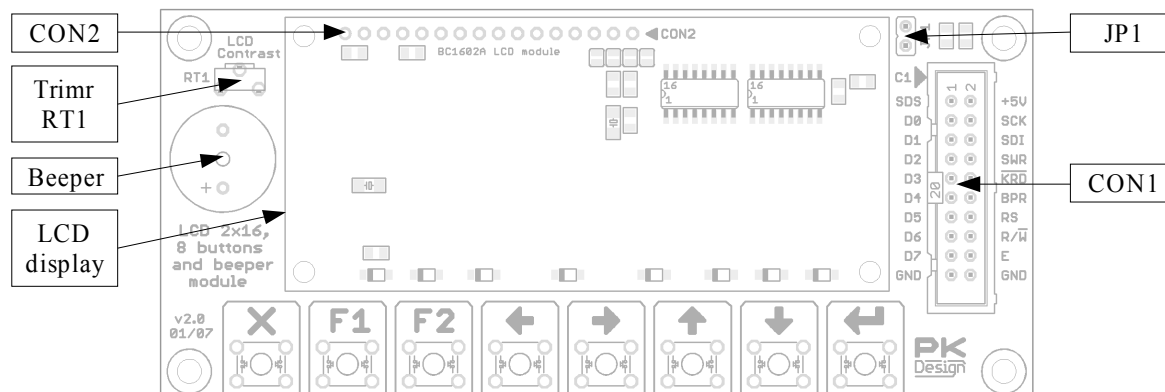 CON2
Trimr
RT1
Beeper
LCD
display
LCD
Contrast
RT1
+
LCD 2x16,
8 buttons
and beeper
module
v2.0
01/07
CON2
BC1602A LCD module
16
1
16
1
JP1
JP1
CON1
C1
1 2
SDS +5V
D0 SCK
D1 SDI
D2 SWR
D3 KRD
D4 BPR
D5 RS
D6 R/W
D7 E
GND GND
20
X F1 F2
PK
Design